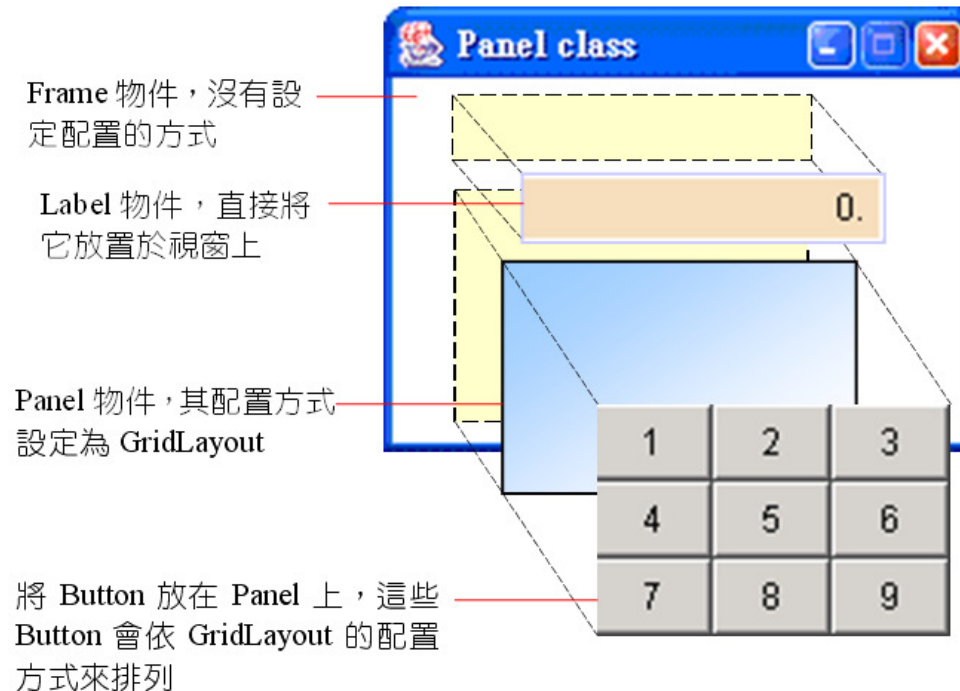 Panel class
Frame 物件，沒有設
定配置的方式
Label 物件，直接將
它放置於視窗上
0.
Panel 物件，其配置方式
設定為 GridLayout
1 2 3
4 5 6
7 8 9
將 Button 放在 Panel 上，這些
Button 會依 GridLayout 的配置
方式來排列